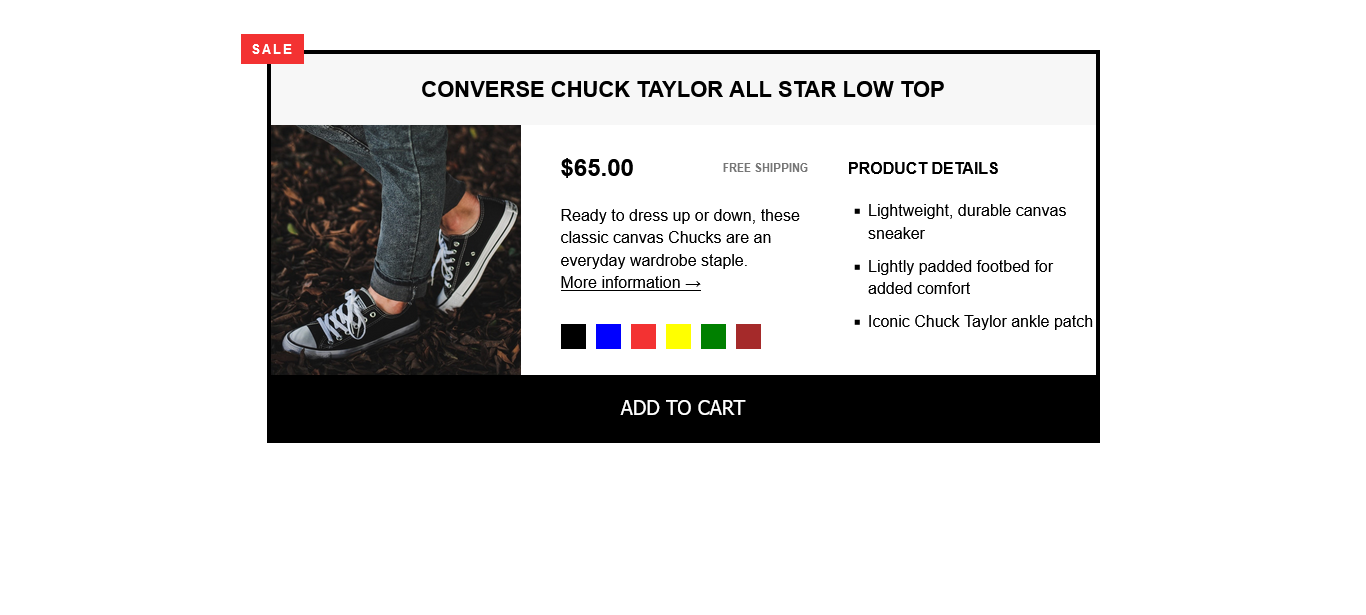 SALE
CONVERSE CHUCK TAYLOR ALL STAR LOW TOP
$65.00
FREE SHIPPING
Ready to dress up or down, these
classic canvas Chucks are an
everyday wardrobe staple.
More information →
PRODUCT DETAILS
▪ Lightweight, durable canvas
sneaker
▪ Lightly padded footbed for
added comfort
▪ Iconic Chuck Taylor ankle patch
ADD TO CART